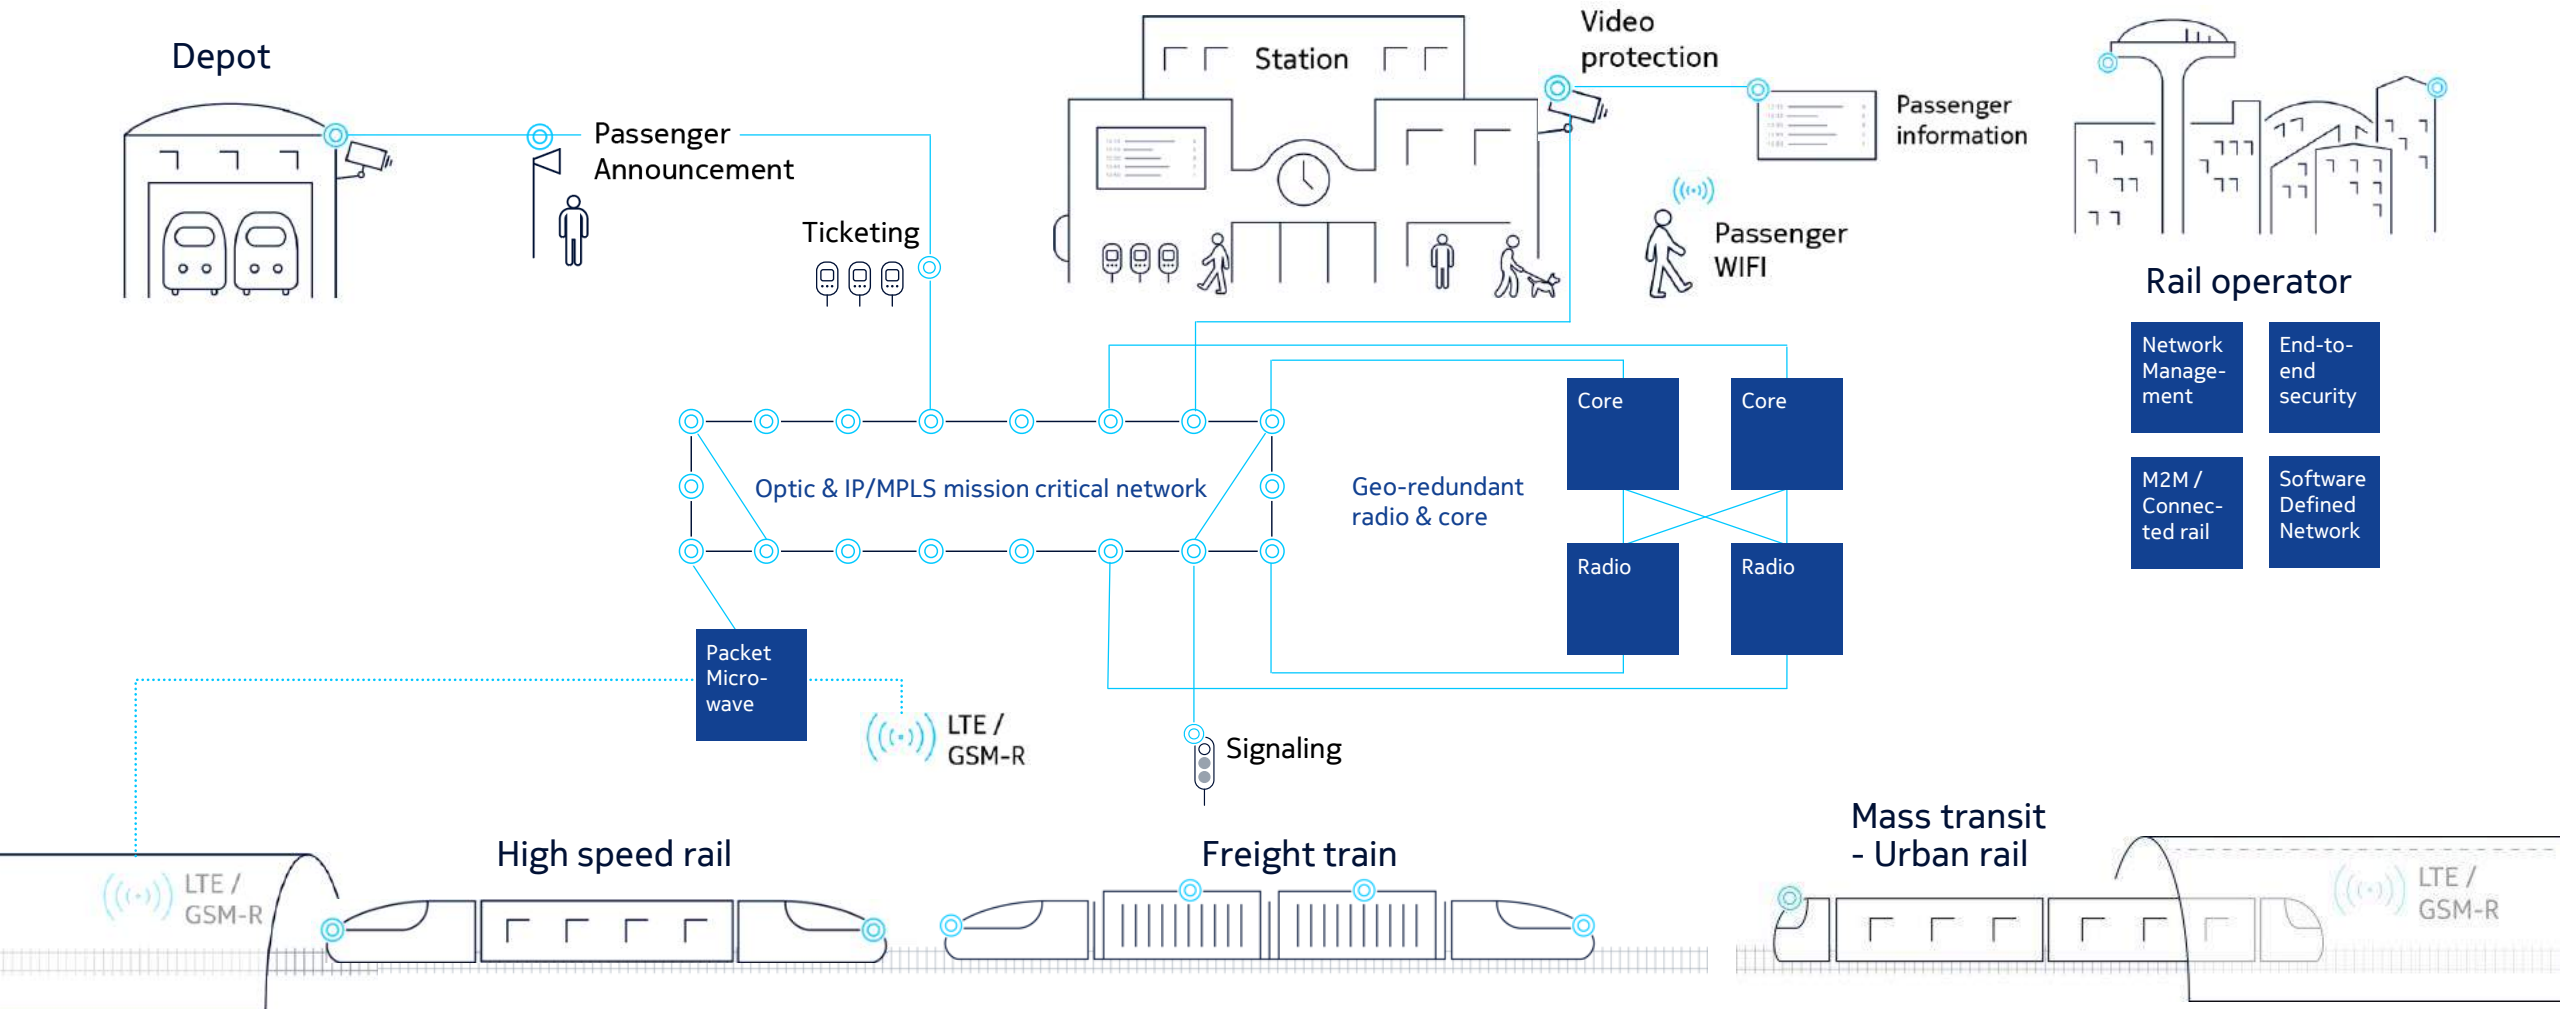 Depot
Passenger
Announcement
Ticketing
Station
Video
protection
Passenger
information
Passenger
WIFI
Rail operator
Network
Manage-
ment
End-to-
end
security
M2M /
Connec-
ted rail
Software
Defined
Network
Optic & IP/MPLS mission critical network
Geo-redundant
radio & core
Core
Core
Radio
Radio
Packet
Micro-
wave
LTE /
GSM-R
Signaling
High speed rail
Freight train
Mass transit
- Urban rail
LTE /
GSM-R
LTE /
GSM-R